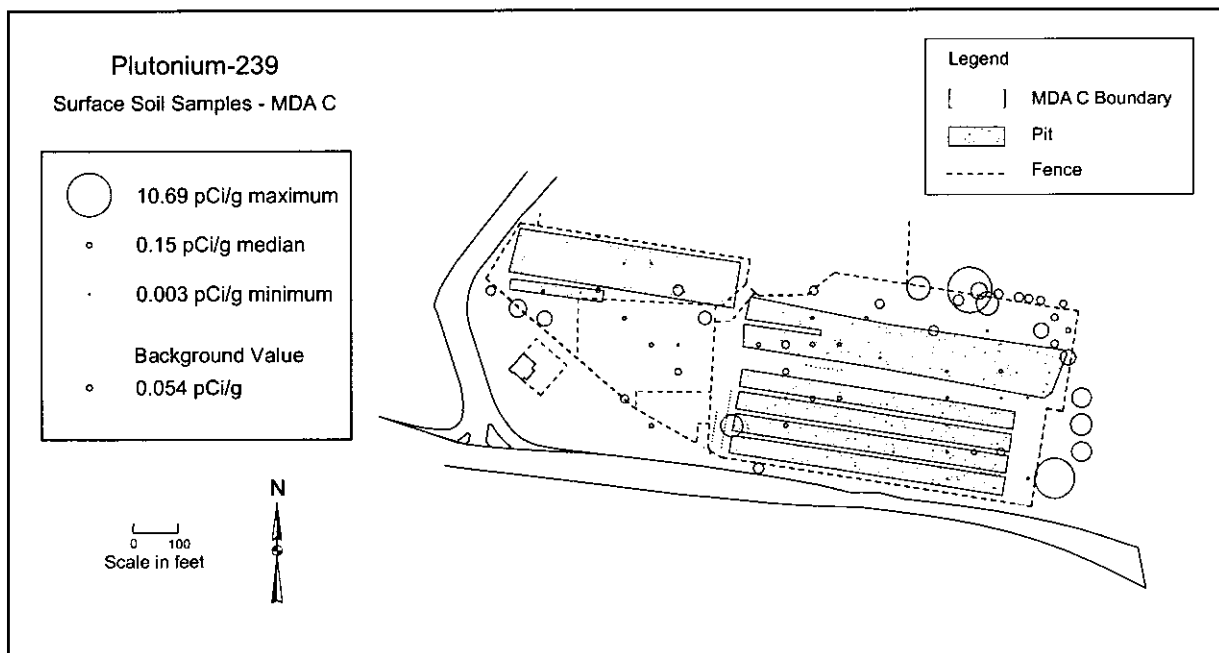 Plutonium-239
Surface Soil Samples - MDA C
10.69 pCi/g maximum
0.15 pCi/g median
0.003 pCi/g minimum
Background Value
0.054 pCi/g
N
0 100
Scale in feet
Legend
MDA C Boundary
Pit
Fence